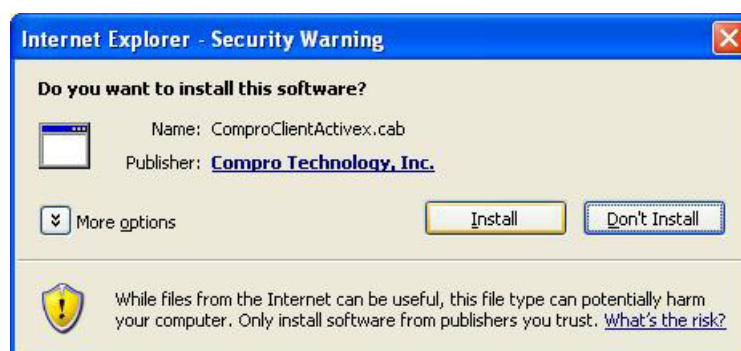 Internet Explorer - Security Warning
Do you want to install this software?
Name: ComproClientActivex.cab
Publisher: Compro Technology, Inc.
More options
Install
Don't Install
While files from the Internet can be useful, this file type can potentially harm
your computer. Only install software from publishers you trust. What's the risk?